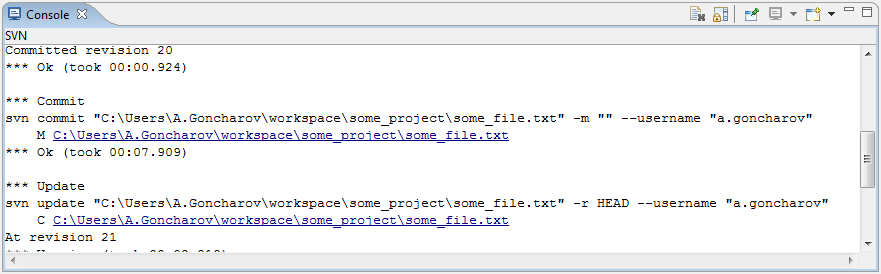 Console
SVN
Committed revision 20
*** Ok (took 00:00.924)
*** Commit
svn commit "C:\Users\A.Goncharov\workspace\some_project\some_file.txt" -m "" --username "a.goncharov"
M C:\Users\A.Goncharov\workspace\some_project\some_file.txt
*** Ok (took 00:07.909)
*** Update
svn update "C:\Users\A.Goncharov\workspace\some_project\some_file.txt" -r HEAD --username "a.goncharov"
C C:\Users\A.Goncharov\workspace\some_project\some_file.txt
At revision 21